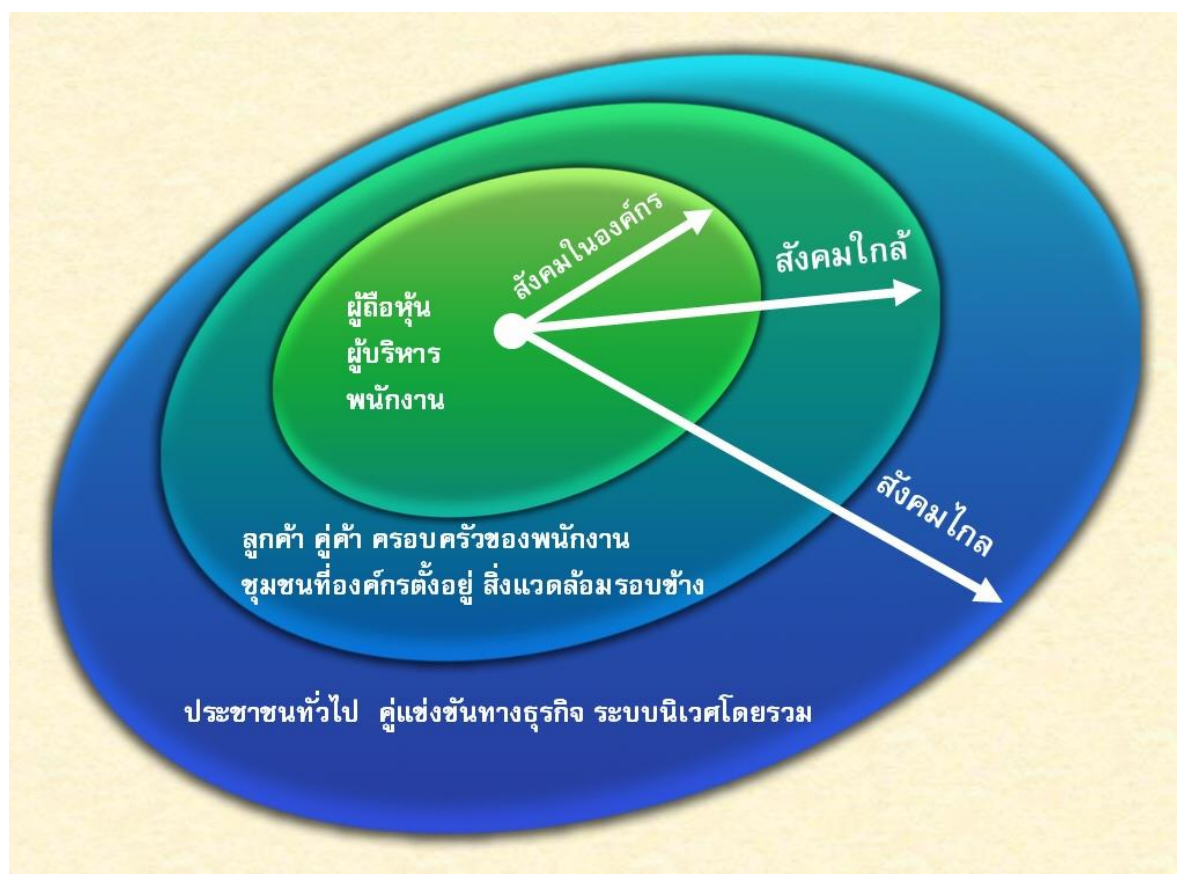 สังคมในองค์กร
สังคมใกล้
ผู้ถือหุ้น
ผู้บริหาร
พนักงาน
สังคมไกล
ลูกค้า คู่ค้า ครอบครัวของพนักงาน
ชุมชนที่องค์กรตั้งอยู่ สิ่งแวดล้อมรอบข้าง
ประชาชนทั่วไป คู่แข่งขันทางธุรกิจ ระบบนิเวศโดยรวม